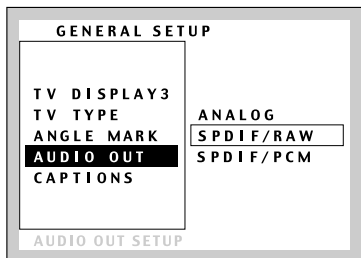 GENERAL SETUP
TV DISPLAY3
TV TYPE
ANGLE MARK
AUDIO OUT
CAPTIONS
ANALOG
SPDIF/RAW
SPDIF/PCM
AUDIO OUT SETUP